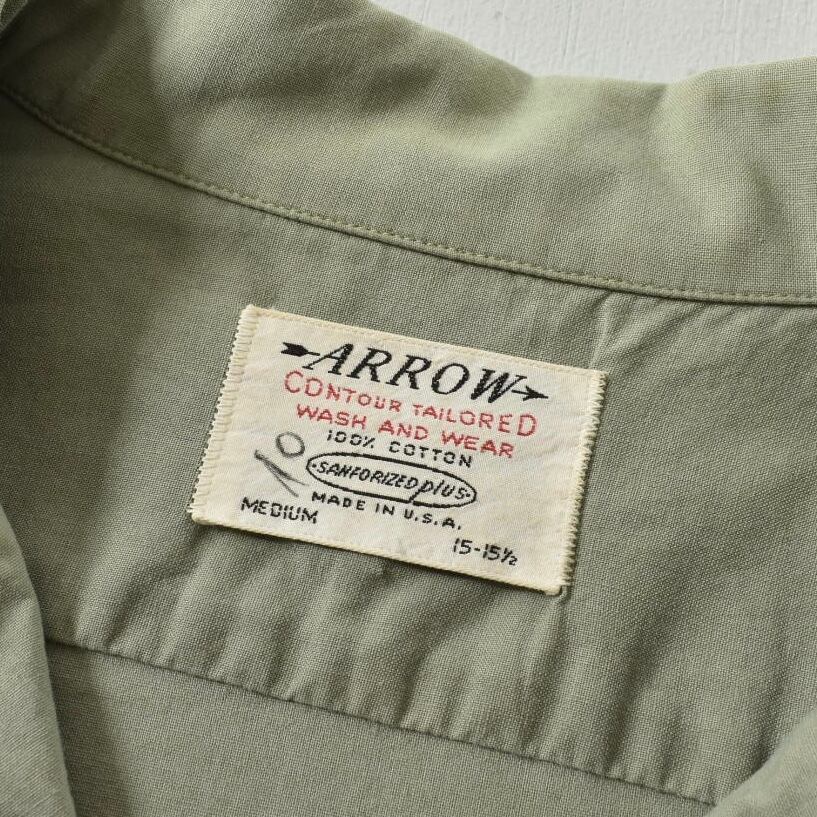 ARROW
CONTOUR TAILORED
WASH AND WEAR
100% COTTON
SANFORIZED plus
MADE IN U.S.A.
MEDIUM
15-15½